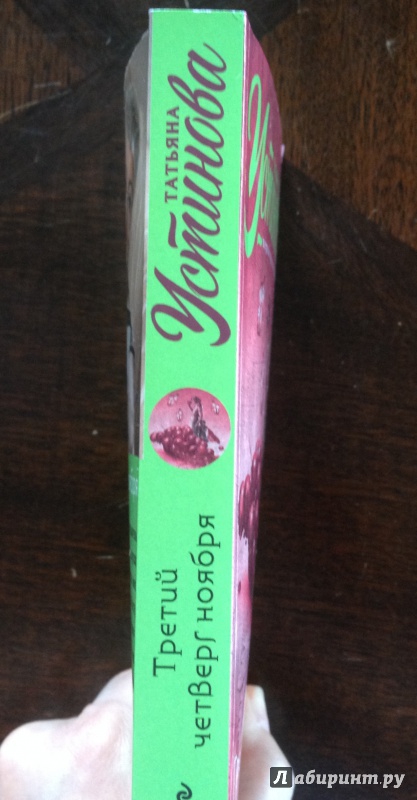 ТАТЬЯНА
Устинова
Третий
четверг ноября
Лабиринт.ру